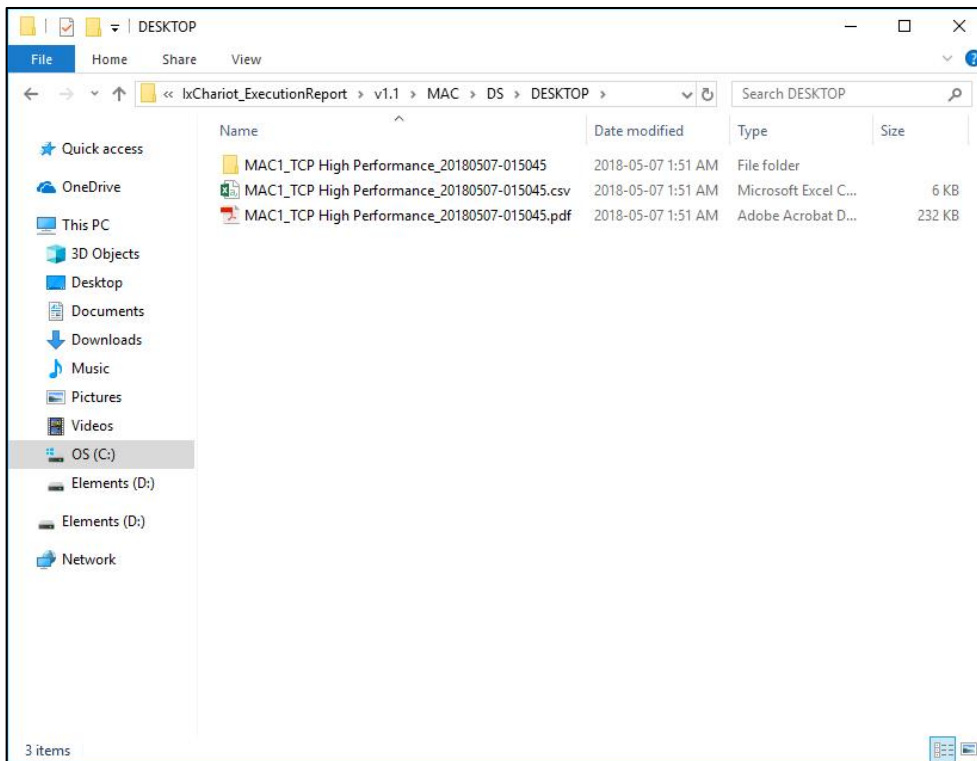 DESKTOP
File Home Share View
« IxChariot_ExecutionReport > v1.1 > MAC > DS > DESKTOP > Search DESKTOP
Name Date modified Type Size
Quick access
OneDrive
This PC
3D Objects
Desktop
Documents
Downloads
Music
Pictures
Videos
OS (C:)
Elements (D:)
Elements (D:)
Network
MAC1_TCP High Performance_20180507-015045 2018-05-07 1:51 AM File folder
MAC1_TCP High Performance_20180507-015045.csv 2018-05-07 1:51 AM Microsoft Excel C... 6 KB
MAC1_TCP High Performance_20180507-015045.pdf 2018-05-07 1:51 AM Adobe Acrobat D... 232 KB
3 items